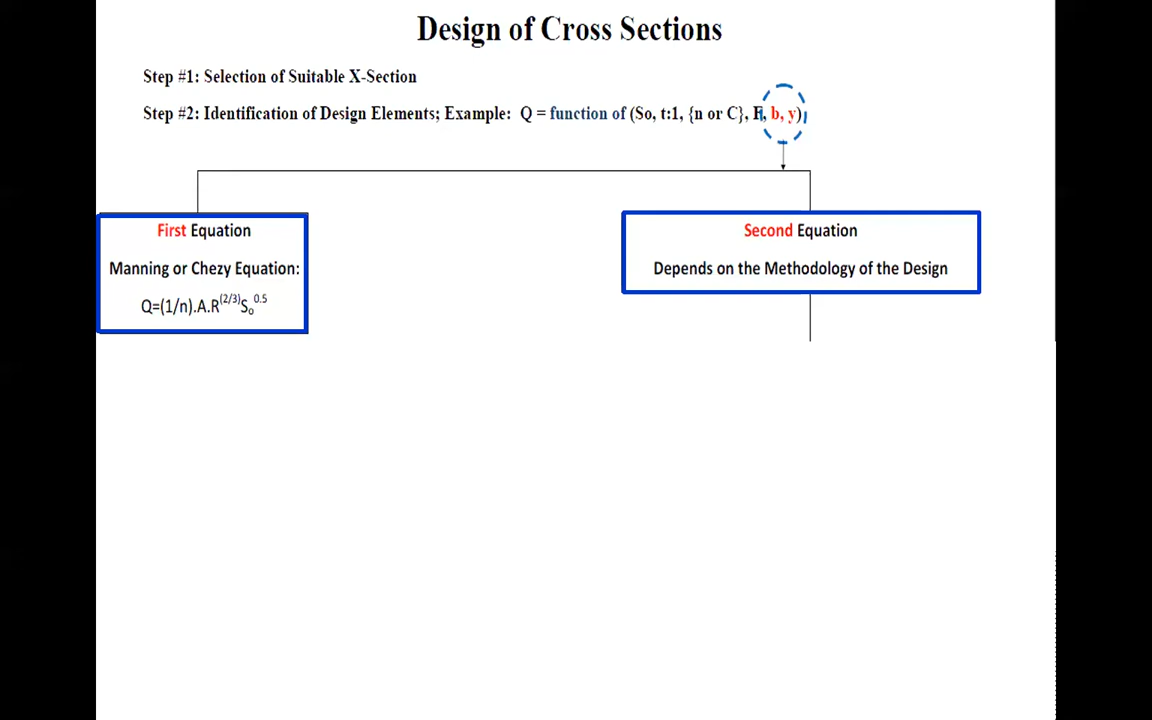 Design of Cross Sections
Step #1: Selection of Suitable X-Section
Step #2: Identification of Design Elements; Example: Q = function of (So, t:1, {n or C}, F, b, y)
First Equation
Manning or Chezy Equation:
Q=(1/n).A.R^(2/3)S_o^0.5
Second Equation
Depends on the Methodology of the Design